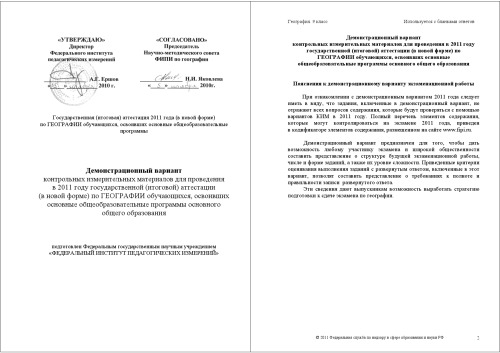 «УТВЕРЖДАЮ»
Директор
Федерального института
педагогических измерений
А.Г. Ершов
2010 г.
«СОГЛАСОВАНО»
Председатель
Научно-методического совета
ФИПИ по географии
Н.Н. Яковлева
2010г.
Государственная (итоговая) аттестация 2011 года (в новой форме)
по ГЕОГРАФИИ обучающихся, освоивших основные общеобразовательные
программы
Демонстрационный вариант
контрольных измерительных материалов для проведения
в 2011 году государственной (итоговой) аттестации
(в новой форме) по ГЕОГРАФИИ обучающихся, освоивших
основные общеобразовательные программы основного
общего образования
подготовлен Федеральным государственным научным учреждением
«ФЕДЕРАЛЬНЫЙ ИНСТИТУТ ПЕДАГОГИЧЕСКИХ ИЗМЕРЕНИЙ»
География. 9 класс
Используется с бланками ответов
Демонстрационный вариант
контрольных измерительных материалов для проведения в 2011 году
государственной (итоговой) аттестации (в новой форме) по
ГЕОГРАФИИ обучающихся, освоивших основные
общеобразовательные программы основного общего образования
Пояснения к демонстрационному варианту экзаменационной работы
При ознакомлении с демонстрационным вариантом 2011 года следует
иметь в виду, что задания, включенные в демонстрационный вариант, не
отражают всех вопросов содержания, которые будут проверяться с помощью
вариантов КИМ в 2011 году. Полный перечень элементов содержания,
которые могут контролироваться на экзамене 2011 года, приведен
в кодификаторе элементов содержания, размещенном на сайте www.fipi.ru.
Демонстрационный вариант предназначен для того, чтобы дать
возможность любому участнику экзамена и широкой общественности
составить представление о структуре будущей экзаменационной работы,
числе и форме заданий, а также их уровне сложности. Приведенные критерии
оценивания выполнения заданий с развернутым ответом, включенные в этот
вариант, позволят составить представление о требованиях к полноте и
правильности записи развернутого ответа.
Эти сведения дают выпускникам возможность выработать стратегию
подготовки к сдаче экзамена по географии.
© 2011 Федеральная служба по надзору в сфере образования и науки РФ
2